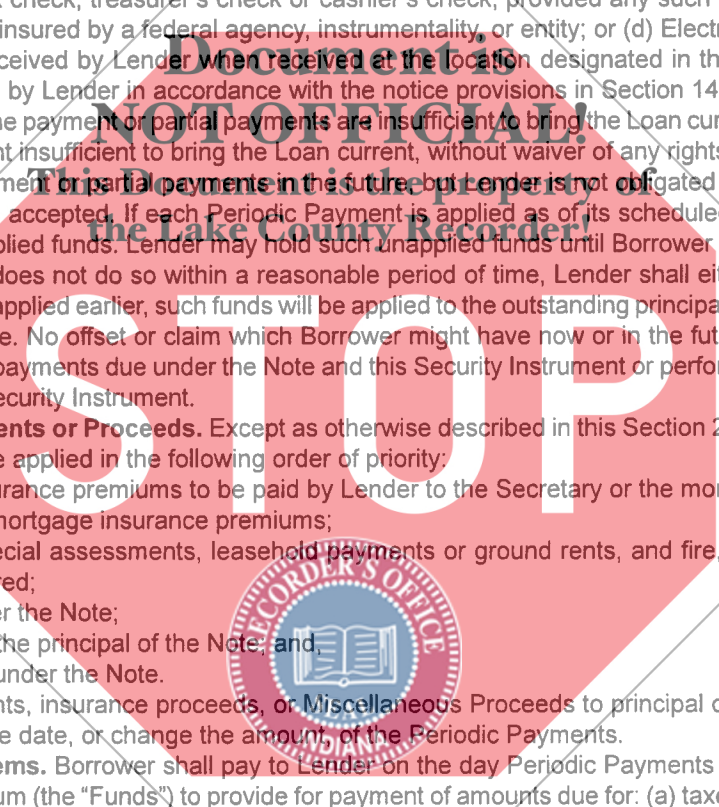 check, treasurer's check or cashier's check, provided any such
insured by a federal agency, instrumentality, or entity; or (d) Electr
ceived by Lender when received at the location designated in th
Document is
by Lender in accordance with the notice provisions in Section 14
NOT OFFICIAL!
e payment or partial payments are insufficient to bring the Loan cur
nt insufficient to bring the Loan current, without waiver of any rights
This Document is the property of
ment or partial payments in the future, but Lender is not obligated
accepted. If each Periodic Payment is applied as of its schedule
the Lake County Recorder!
plied funds. Lender may hold such unapplied funds until Borrower
does not do so within a reasonable period of time, Lender shall ei
applied earlier, such funds will be applied to the outstanding principa
e. No offset or claim which Borrower might have now or in the fut
payments due under the Note and this Security Instrument or perfor
ecurity Instrument.
STOP
ents or Proceeds. Except as otherwise described in this Section 2
e applied in the following order of priority:
urance premiums to be paid by Lender to the Secretary or the mor
mortgage insurance premiums;
ecial assessments, leasehold payments or ground rents, and fire,
red;
er the Note;
the principal of the Note; and,
under the Note.
RECORDER'S OFFICE
INDIANA
nts, insurance proceeds, or Miscellaneous Proceeds to principal
e date, or change the amount, of the Periodic Payments.
ems. Borrower shall pay to Lender on the day Periodic Payments
um (the “Funds”) to provide for payment of amounts due for: (a) taxe